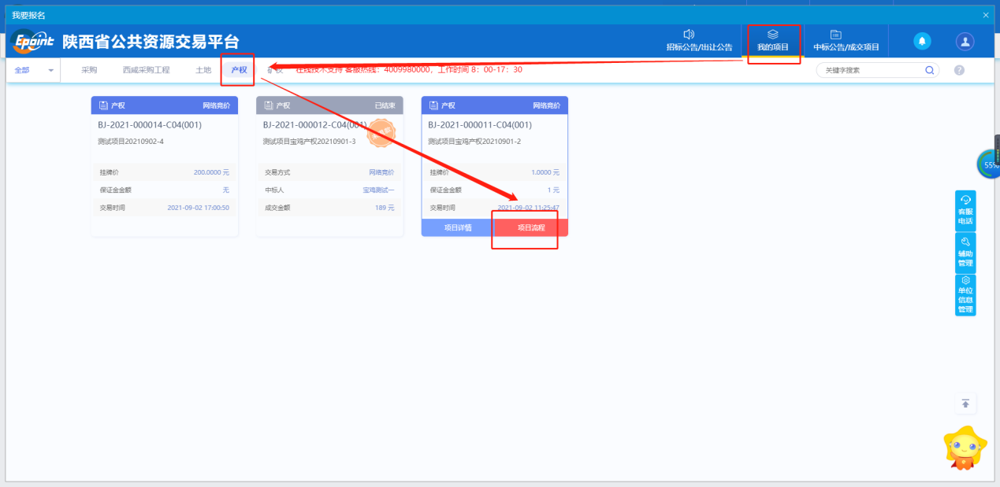 我要报名
Epoint 陕西省公共资源交易平台
招标公告/出让公告
我的项目
中标公告/成交项目
全部
采购
西咸采购工程
土地
产权
权
在线技术支持 客服热线：4009980000，工作时间 8：00-17：30
关键字搜索
产权 网络竞价
BJ-2021-000014-C04(001)
测试项目20210902-4
挂牌价 200.0000 元
保证金金额 无
交易时间 2021-09-02 17:00:50
产权 已结束
BJ-2021-000012-C04(001)
测试项目宝鸡产权20210901-3
交易方式 网络竞价
中标人 宝鸡测试一
成交金额 189 元
产权 网络竞价
BJ-2021-000011-C04(001)
测试项目宝鸡产权20210901-2
挂牌价 1.0000 元
保证金金额 1 元
交易时间 2021-09-02 11:25:47
项目详情
项目流程
55%
客服
电话
辅助
管理
单位
信息
管理